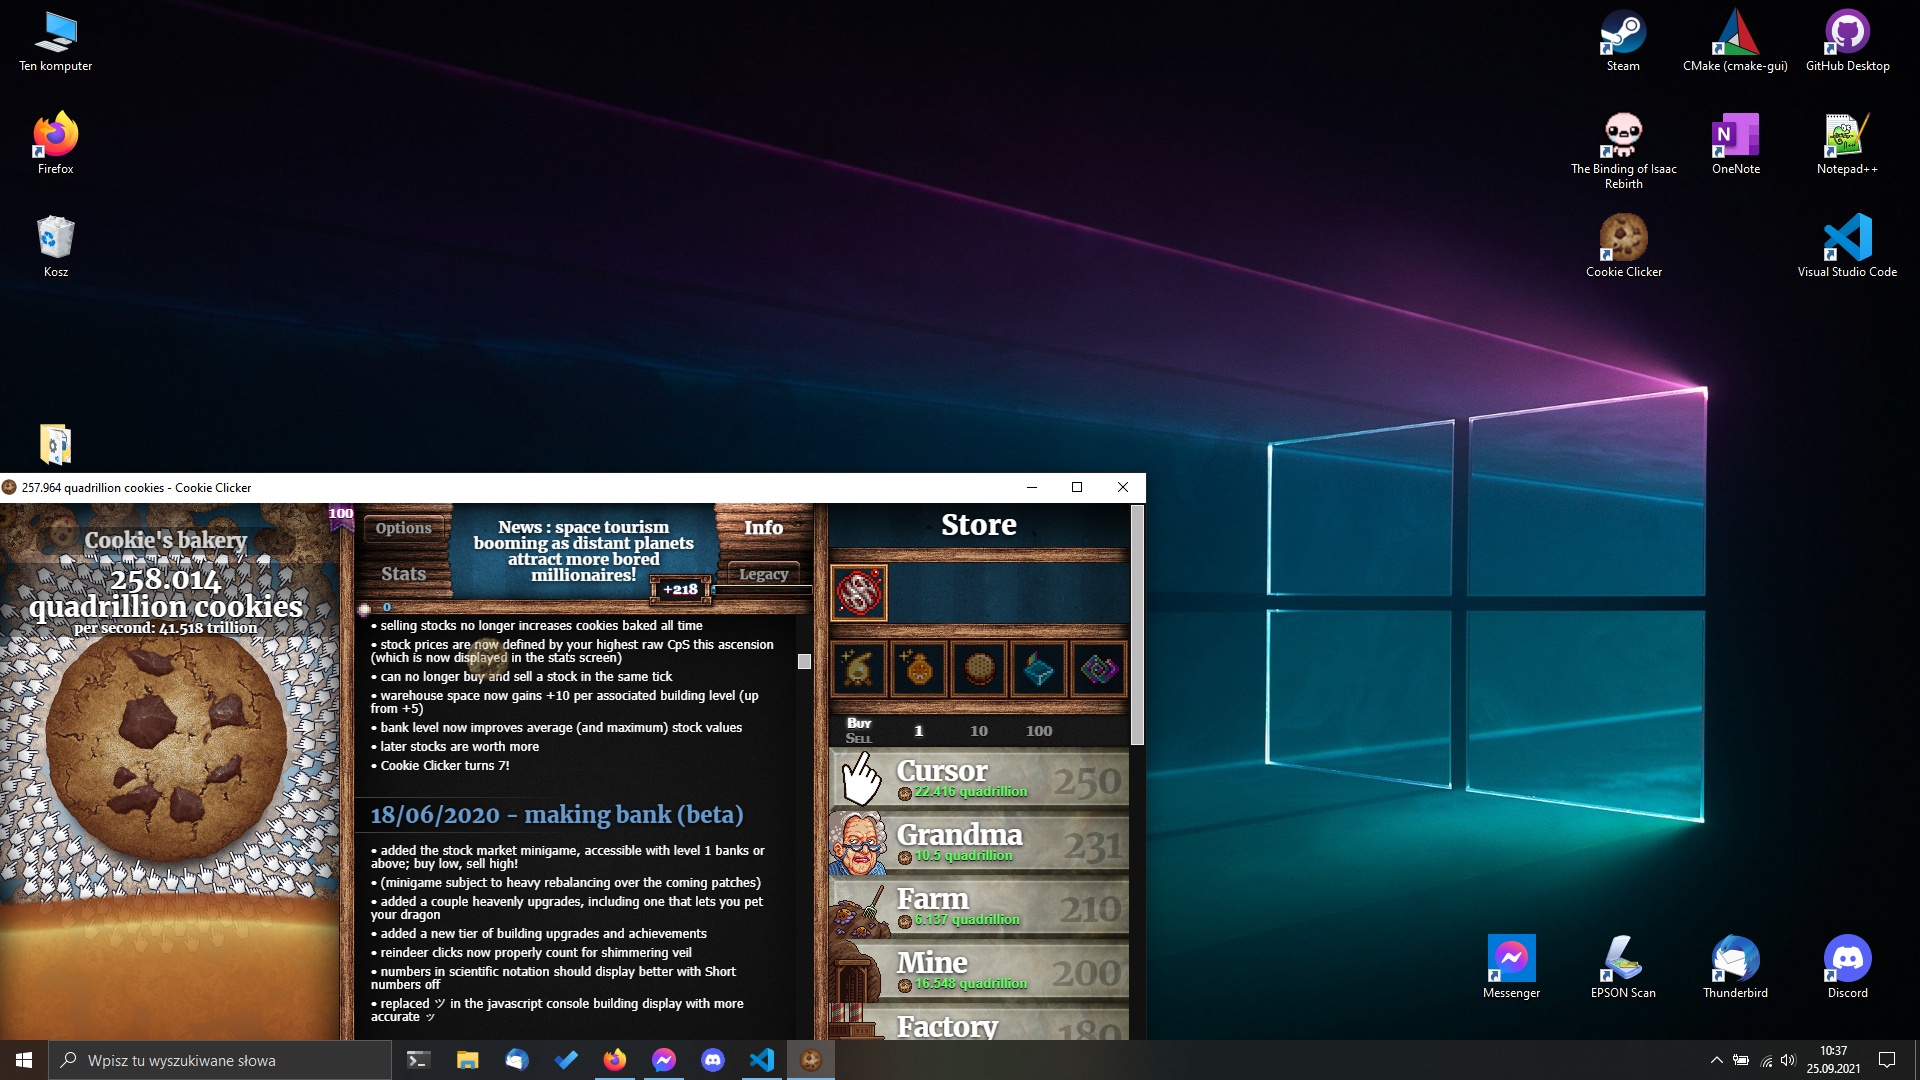 Ten komputer
Firefox
Kosz
Steam
CMake (cmake-gui)
GitHub Desktop
The Binding of Isaac
Rebirth
OneNote
Notepad++
Cookie Clicker
Visual Studio Code
257.964 quadrillion cookies - Cookie Clicker
Cookie's bakery
258.014
quadrillion cookies
per second: 41.518 trillion
100
Options
Stats
News : space tourism
booming as distant planets
attract more bored
millionaires!
Info
Legacy
+218
0
• selling stocks no longer increases cookies baked all time
• stock prices are now defined by your highest raw CpS this ascension
(which is now displayed in the stats screen)
• can no longer buy and sell a stock in the same tick
• warehouse space now gains +10 per associated building level (up
from +5)
• bank level now improves average (and maximum) stock values
• later stocks are worth more
• Cookie Clicker turns 7!
18/06/2020 - making bank (beta)
• added the stock market minigame, accessible with level 1 banks or
above; buy low, sell high!
• (minigame subject to heavy rebalancing over the coming patches)
• added a couple heavenly upgrades, including one that lets you pet
your dragon
• added a new tier of building upgrades and achievements
• reindeer clicks now properly count for shimmering veil
• numbers in scientific notation should display better with Short
numbers off
• replaced ツ in the javascript console building display with more
accurate ッ
Store
Buy
Sell
1
10
100
Cursor
22.416 quadrillion
250
Grandma
10.5 quadrillion
231
Farm
6.137 quadrillion
210
Mine
16.548 quadrillion
200
Factory
180
Messenger
EPSON Scan
Thunderbird
Discord
Wpisz tu wyszukiwane słowa
10:37
25.09.2021